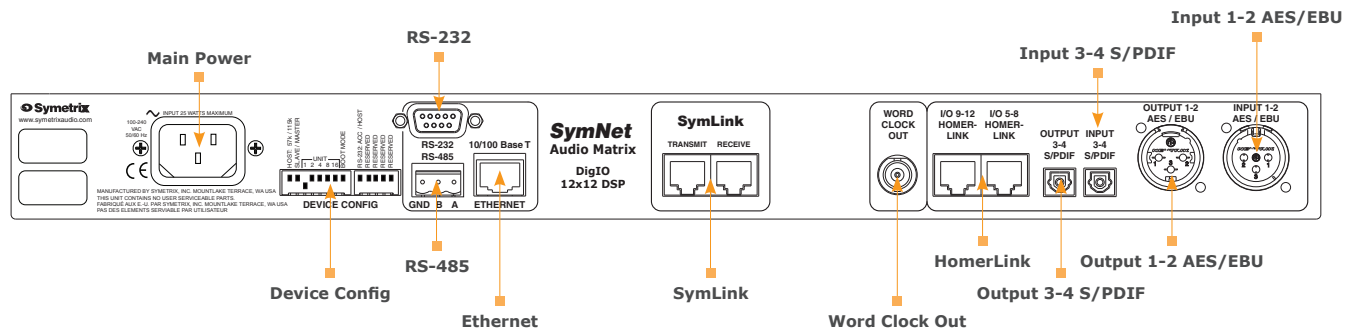 Input 1-2 AES/EBU
RS-232
Input 3-4 S/PDIF
Main Power
Symetrix
www.symetrixaudio.com
INPUT 25 WATTS MAXIMUM
100-240
VAC
50/60 Hz
CE
MANUFACTURED BY SYMETRIX, INC. MOUNTLAKE TERRACE, WA USA
THIS UNIT CONTAINS NO USER SERVICEABLE PARTS.
FABRIQUÉ AUX E.-U. PAR SYMETRIX, INC. MOUNTLAKE TERRACE, WA USA
PAS DES ELEMENTS SERVIABLE PAR UTILISATEUR
HOST: 57k / 115k
SLAVE / MASTER
UNIT
1 2 4 8 16
BOOT MODE
RS-232 ACC / HOST
RESERVED
RESERVED
RESERVED
RESERVED
DEVICE CONFIG
RS-232
RS-485
GND B A
10/100 Base T
ETHERNET
SymNet
Audio Matrix
DigIO
12x12 DSP
SymLink
TRANSMIT RECEIVE
WORD
CLOCK
OUT
I/O 9-12
HOMER-
LINK
I/O 5-8
HOMER-
LINK
OUTPUT
3-4
S/PDIF
INPUT
3-4
S/PDIF
OUTPUT 1-2
AES / EBU
INPUT 1-2
AES / EBU
2 1
3
RS-485
HomerLink
Output 1-2 AES/EBU
Device Config
SymLink
Output 3-4 S/PDIF
Ethernet
Word Clock Out